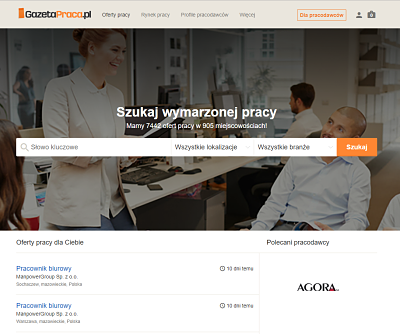 GazetaPraca.pl
Oferty pracy
Rynek pracy
Profile pracodawców
Więcej
Dla pracodawców
Szukaj wymarzonej pracy
Mamy 7442 ofert pracy w 905 miejscowościach!
Słowo kluczowe
Wszystkie lokalizacje
Wszystkie branże
Szukaj
Oferty pracy dla Ciebie
Polecani pracodawcy
Pracownik biurowy
10 dni temu
ManpowerGroup Sp. z o.o.
Sochaczew, mazowieckie, Polska
AGORA SA
Pracownik biurowy
10 dni temu
ManpowerGroup Sp. z o.o.
Warszawa, mazowieckie, Polska